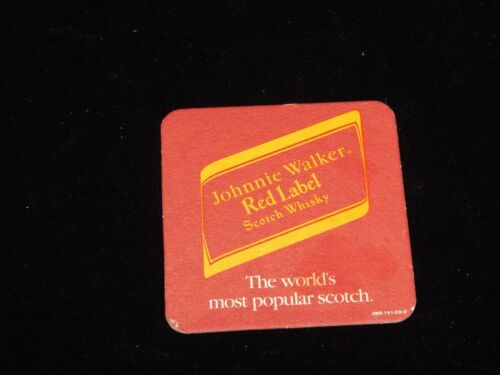 Johnnie Walker.
Red Label
Scotch Whisky
The world's
most popular scotch.